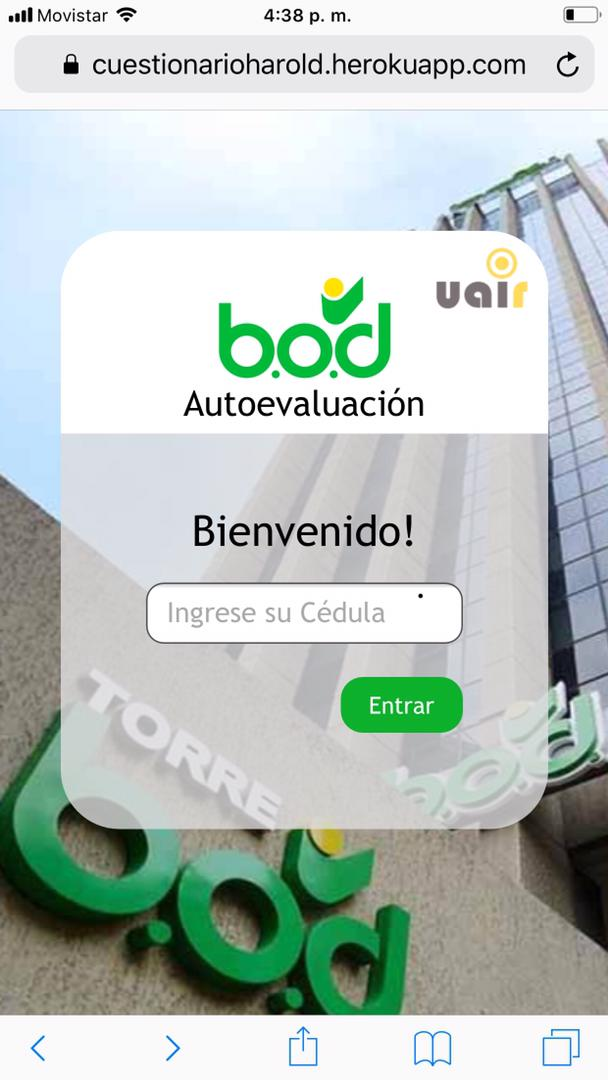 Movistar 4:38 p. m.
cuestionarioharold.herokuapp.com
uair
b.o.d
Autoevaluación
Bienvenido!
Ingrese su Cédula
Entrar
TORRE
b.o.d
b.o.d